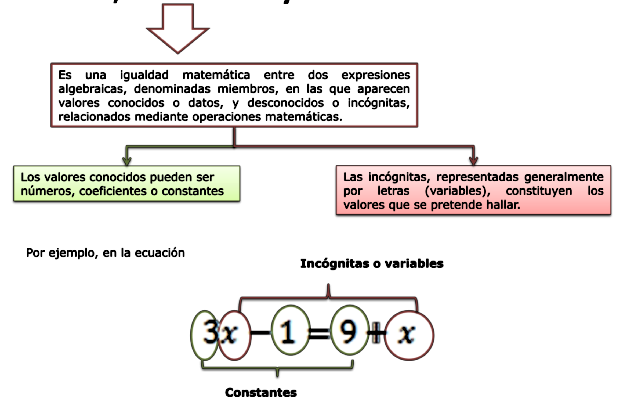 Es una igualdad matemática entre dos expresiones
algebraicas, denominadas miembros, en las que aparecen
valores conocidos o datos, y desconocidos o incógnitas,
relacionados mediante operaciones matemáticas.
Los valores conocidos pueden ser
números, coeficientes o constantes
Las incógnitas, representadas generalmente
por letras (variables), constituyen los
valores que se pretende hallar.
Por ejemplo, en la ecuación
Incógnitas o variables
3x − 1 = 9 + x
Constantes